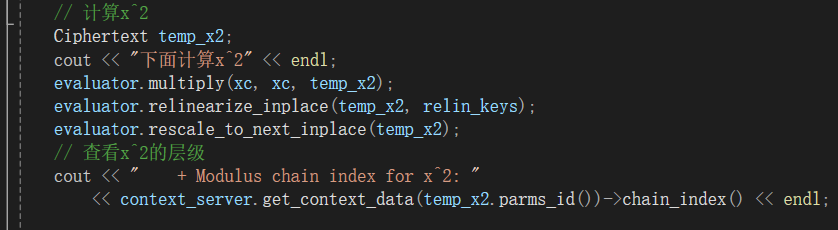 // 计算x^2
Ciphertext temp_x2;
cout << "下面计算x^2" << endl;
evaluator.multiply(xc, xc, temp_x2);
evaluator.relinearize_inplace(temp_x2, relin_keys);
evaluator.rescale_to_next_inplace(temp_x2);
// 查看x^2的层级
cout << "    + Modulus chain index for x^2: "
<< context_server.get_context_data(temp_x2.parms_id())->chain_index() << endl;